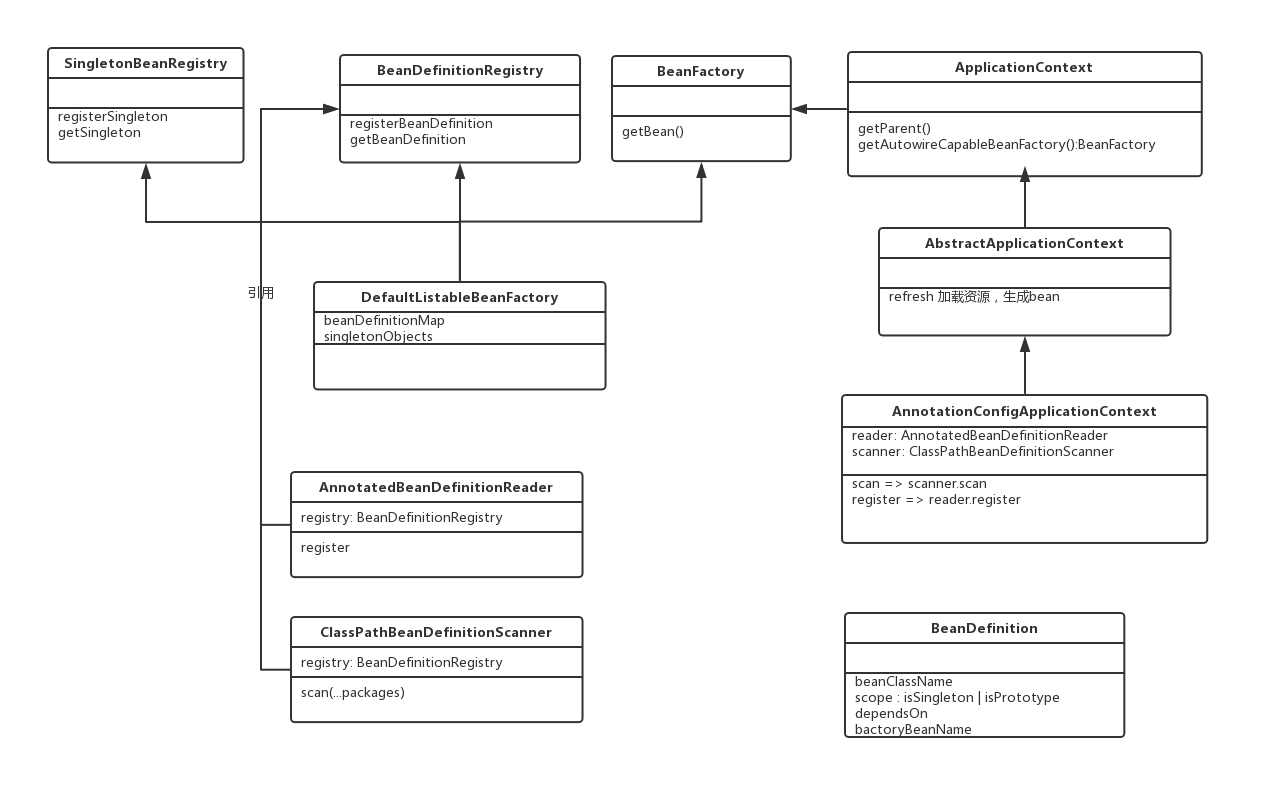 SingletonBeanRegistry
registerSingleton
getSingleton
BeanDefinitionRegistry
registerBeanDefinition
getBeanDefinition
BeanFactory
getBean()
ApplicationContext
getParent()
getAutowireCapableBeanFactory():BeanFactory
AbstractApplicationContext
refresh 加载资源，生成bean
引用
DefaultListableBeanFactory
beanDefinitionMap
singletonObjects
AnnotationConfigApplicationContext
reader: AnnotatedBeanDefinitionReader
scanner: ClassPathBeanDefinitionScanner
scan => scanner.scan
register => reader.register
AnnotatedBeanDefinitionReader
registry: BeanDefinitionRegistry
register
ClassPathBeanDefinitionScanner
registry: BeanDefinitionRegistry
scan(...packages)
BeanDefinition
beanClassName
scope : isSingleton | isPrototype
dependsOn
bactoryBeanName